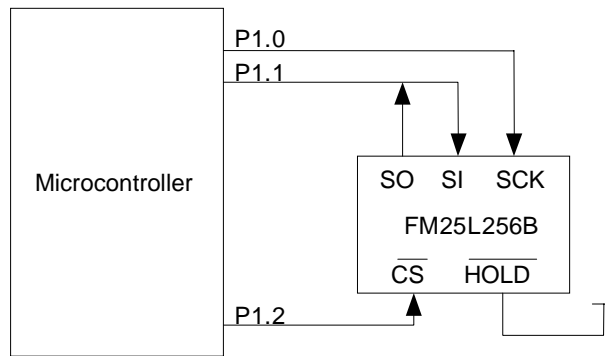 P1.0
P1.1
Microcontroller
SO SI SCK
FM25L256B
CS HOLD
P1.2